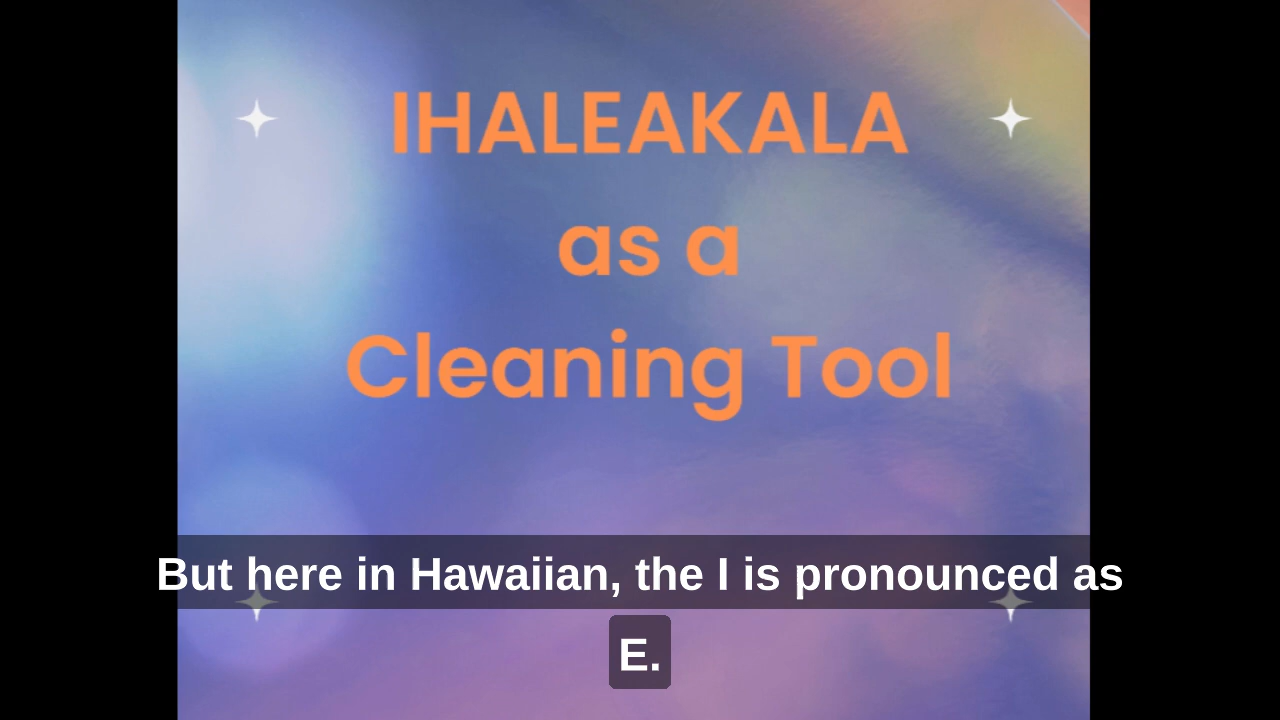 IHALEAKALA
as a
Cleaning Tool
But here in Hawaiian, the I is pronounced as
E.